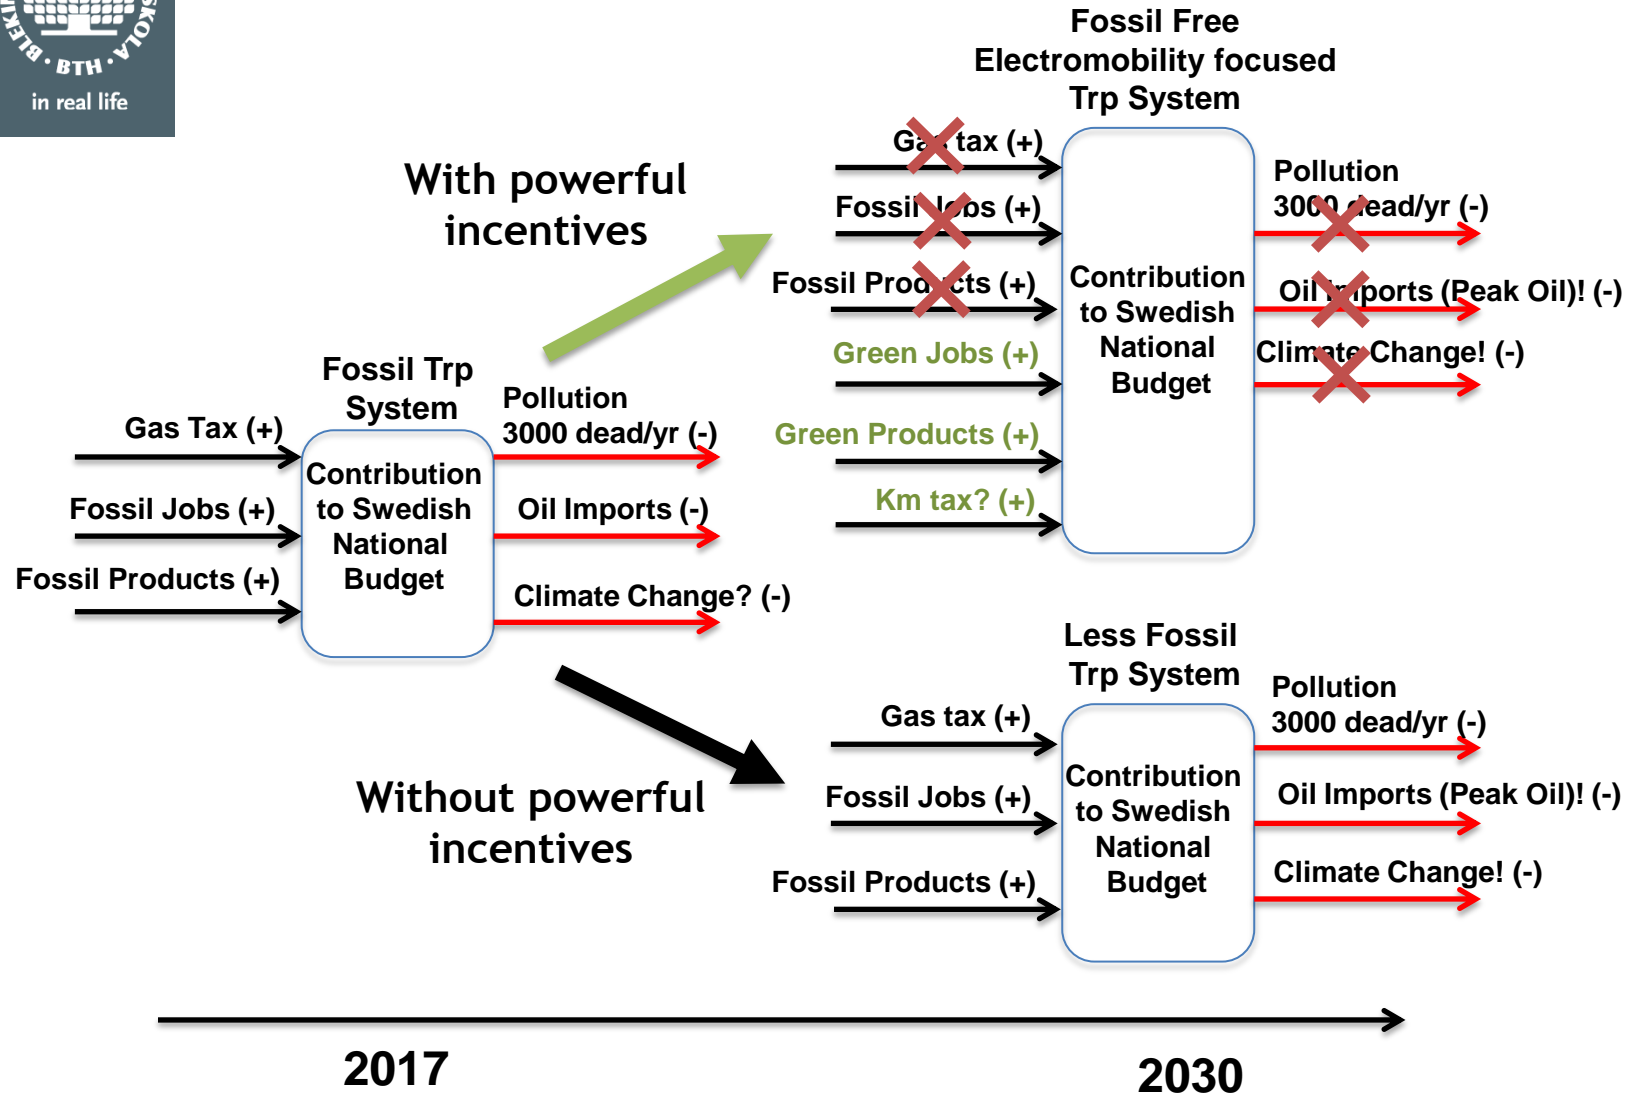 BTH
in real life
Fossil Free
Electromobility focused
Trp System
With powerful
incentives
Gas tax (+)
Fossil Jobs (+)
Fossil Products (+)
Green Jobs (+)
Green Products (+)
Km tax? (+)
Contribution
to Swedish
National
Budget
Pollution
3000 dead/yr (-)
Oil Imports (Peak Oil)! (-)
Climate Change! (-)
Fossil Trp
System
Gas Tax (+)
Fossil Jobs (+)
Fossil Products (+)
Contribution
to Swedish
National
Budget
Pollution
3000 dead/yr (-)
Oil Imports (-)
Climate Change? (-)
Without powerful
incentives
Less Fossil
Trp System
Gas tax (+)
Fossil Jobs (+)
Fossil Products (+)
Contribution
to Swedish
National
Budget
Pollution
3000 dead/yr (-)
Oil Imports (Peak Oil)! (-)
Climate Change! (-)
2017
2030